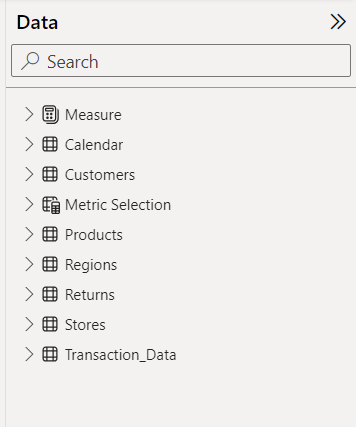 Data
Search
Measure
Calendar
Customers
Metric Selection
Products
Regions
Returns
Stores
Transaction_Data